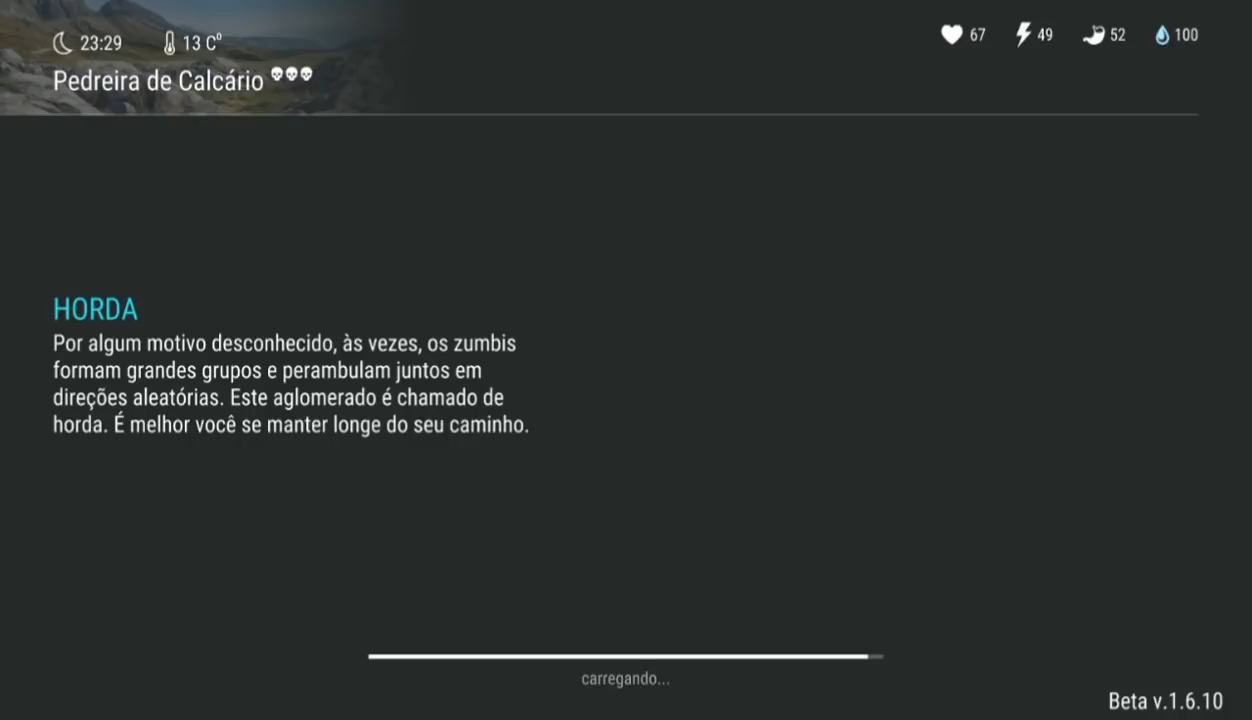 23:29 13 C⁰
67 49 52 100
Pedreira de Calcário
HORDA
Por algum motivo desconhecido, às vezes, os zumbis
formam grandes grupos e perambulam juntos em
direções aleatórias. Este aglomerado é chamado de
horda. É melhor você se manter longe do seu caminho.
carregando...
Beta v.1.6.10